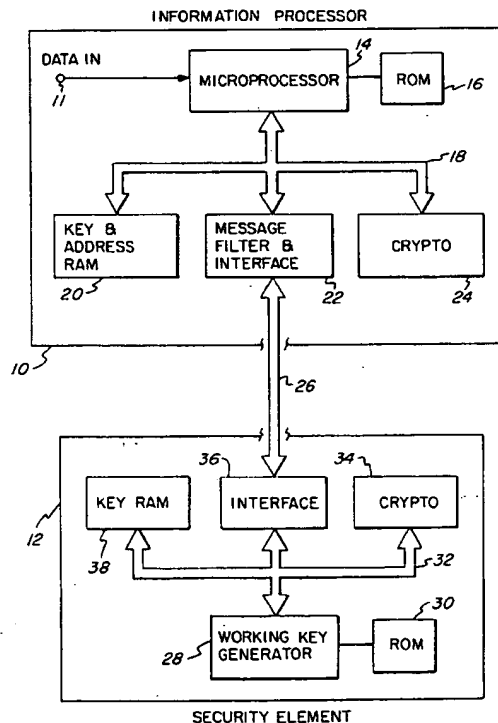 INFORMATION PROCESSOR
14
DATA IN
11
MICROPROCESSOR
ROM
16
18
KEY &
ADDRESS
RAM
20
MESSAGE
FILTER &
INTERFACE
22
CRYPTO
24
10
26
36
34
12
KEY RAM
38
INTERFACE
CRYPTO
32
30
28
WORKING KEY
GENERATOR
ROM
SECURITY ELEMENT